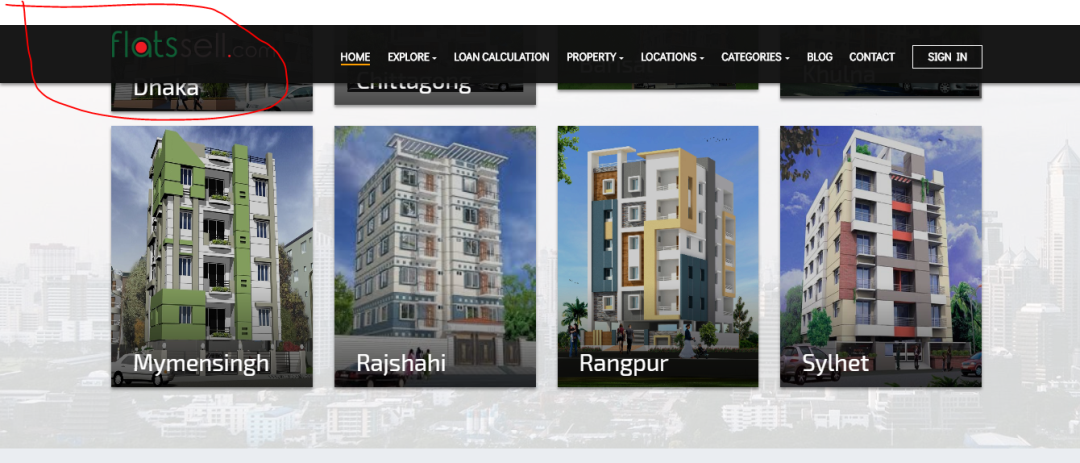 flatssell.com
HOME EXPLORE LOAN CALCULATION PROPERTY LOCATIONS CATEGORIES BLOG CONTACT SIGN IN
Dhaka Chittagong Barisal Khulna
Mymensingh Rajshahi Rangpur Sylhet